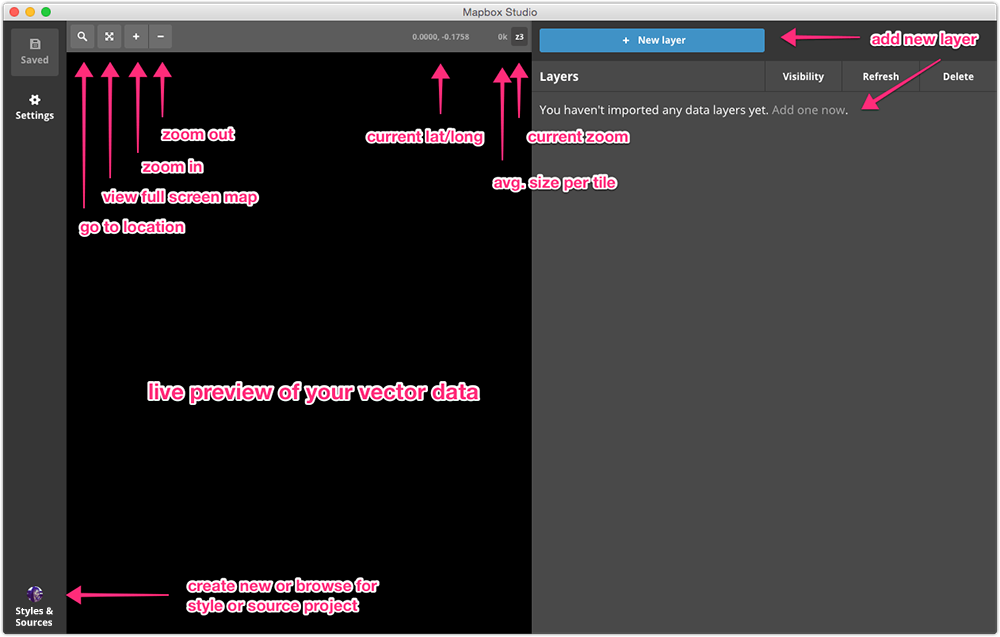 Mapbox Studio
Saved
0.0000, -0.1758
0k
z3
+ New layer
add new layer
Settings
Layers
Visibility
Refresh
Delete
You haven't imported any data layers yet. Add one now.
zoom out
current lat/long
current zoom
zoom in
avg. size per tile
view full screen map
go to location
live preview of your vector data
create new or browse for
style or source project
Styles &
Sources